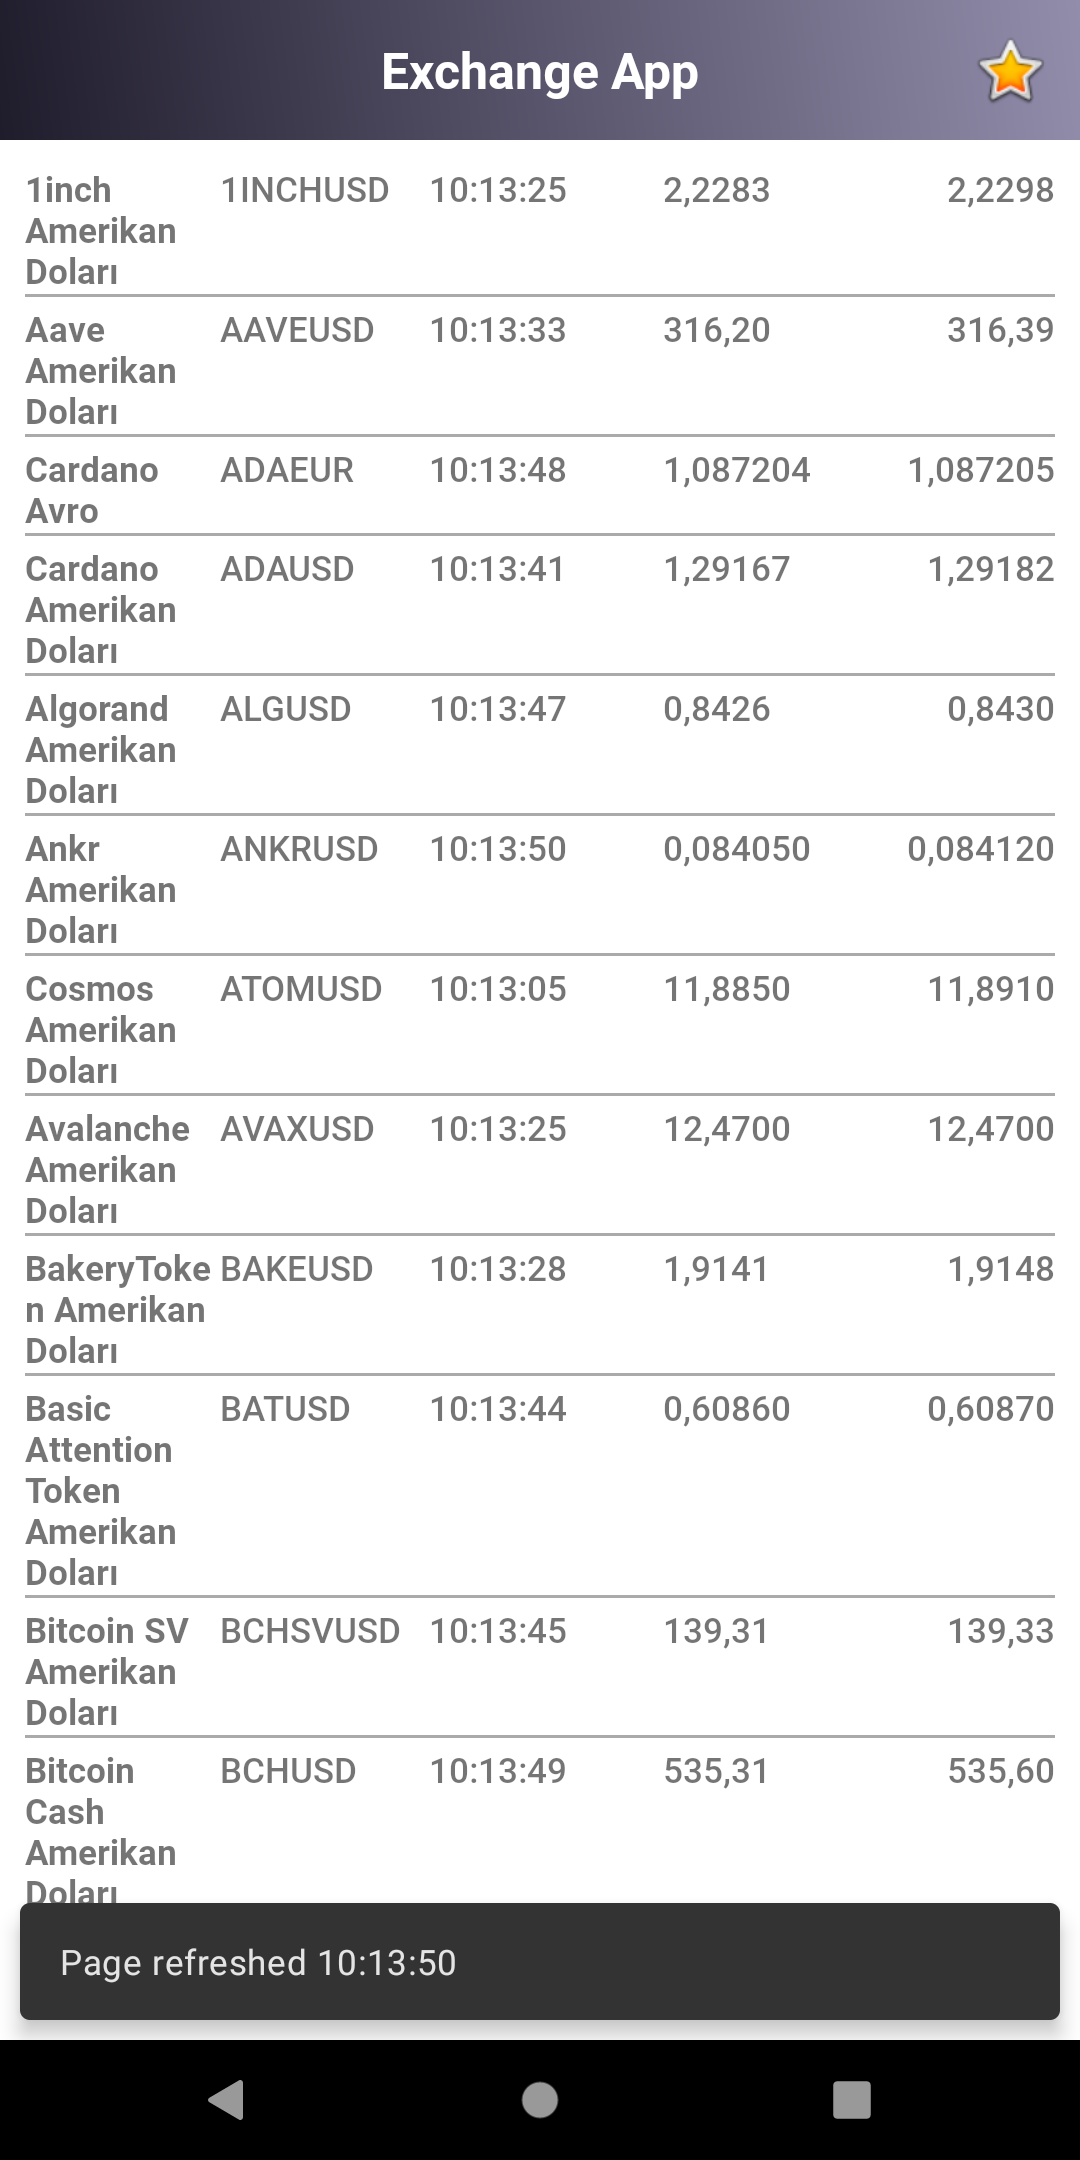 Exchange App
1inch 1INCHUSD 10:13:25 2,2283 2,2298
Amerikan
Doları
Aave AAVEUSD 10:13:33 316,20 316,39
Amerikan
Doları
Cardano ADAEUR 10:13:48 1,087204 1,087205
Avro
Cardano ADAUSD 10:13:41 1,29167 1,29182
Amerikan
Doları
Algorand ALGUSD 10:13:47 0,8426 0,8430
Amerikan
Doları
Ankr ANKRUSD 10:13:50 0,084050 0,084120
Amerikan
Doları
Cosmos ATOMUSD 10:13:05 11,8850 11,8910
Amerikan
Doları
Avalanche AVAXUSD 10:13:25 12,4700 12,4700
Amerikan
Doları
BakeryToke BAKEUSD 10:13:28 1,9141 1,9148
n Amerikan
Doları
Basic BATUSD 10:13:44 0,60860 0,60870
Attention
Token
Amerikan
Doları
Bitcoin SV BCHSVUSD 10:13:45 139,31 139,33
Amerikan
Doları
Bitcoin BCHUSD 10:13:49 535,31 535,60
Cash
Amerikan
Doları
Page refreshed 10:13:50